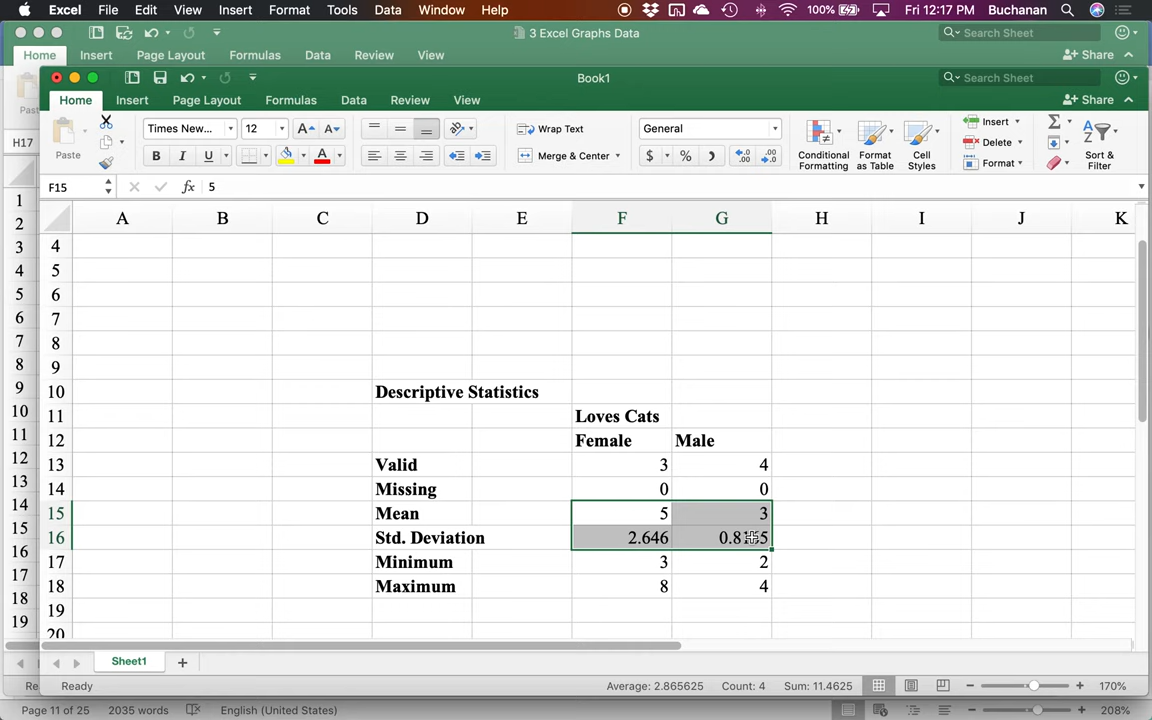 Excel File Edit View Insert Format Tools Data Window Help 100% Fri 12:17 PM Buchanan
3 Excel Graphs Data Search Sheet
Home Insert Page Layout Formulas Data Review View Share
Book1 Search Sheet
Home Insert Page Layout Formulas Data Review View Share
Paste Times New... 12 A A Wrap Text General Insert
B I U A Merge & Center $ % Conditional Formatting Format as Table Cell Styles Delete Format Sort & Filter
H17 F15 fx 5
A B C D E F G H I J K
4
5
6
7
8
9
10 Descriptive Statistics
11 Loves Cats
12 Female Male
13 Valid 3 4
14 Missing 0 0
15 Mean 5 3
16 Std. Deviation 2.646
17 Minimum 3 2
18 Maximum 8 4
19
20
1
2
3
4
5
6
7
8
9
10
11
12
13
14
15
16
17
18
19
Sheet1
Ready Average: 2.865625 Count: 4 Sum: 11.4625 170%
Page 11 of 25 2035 words English (United States) 208%